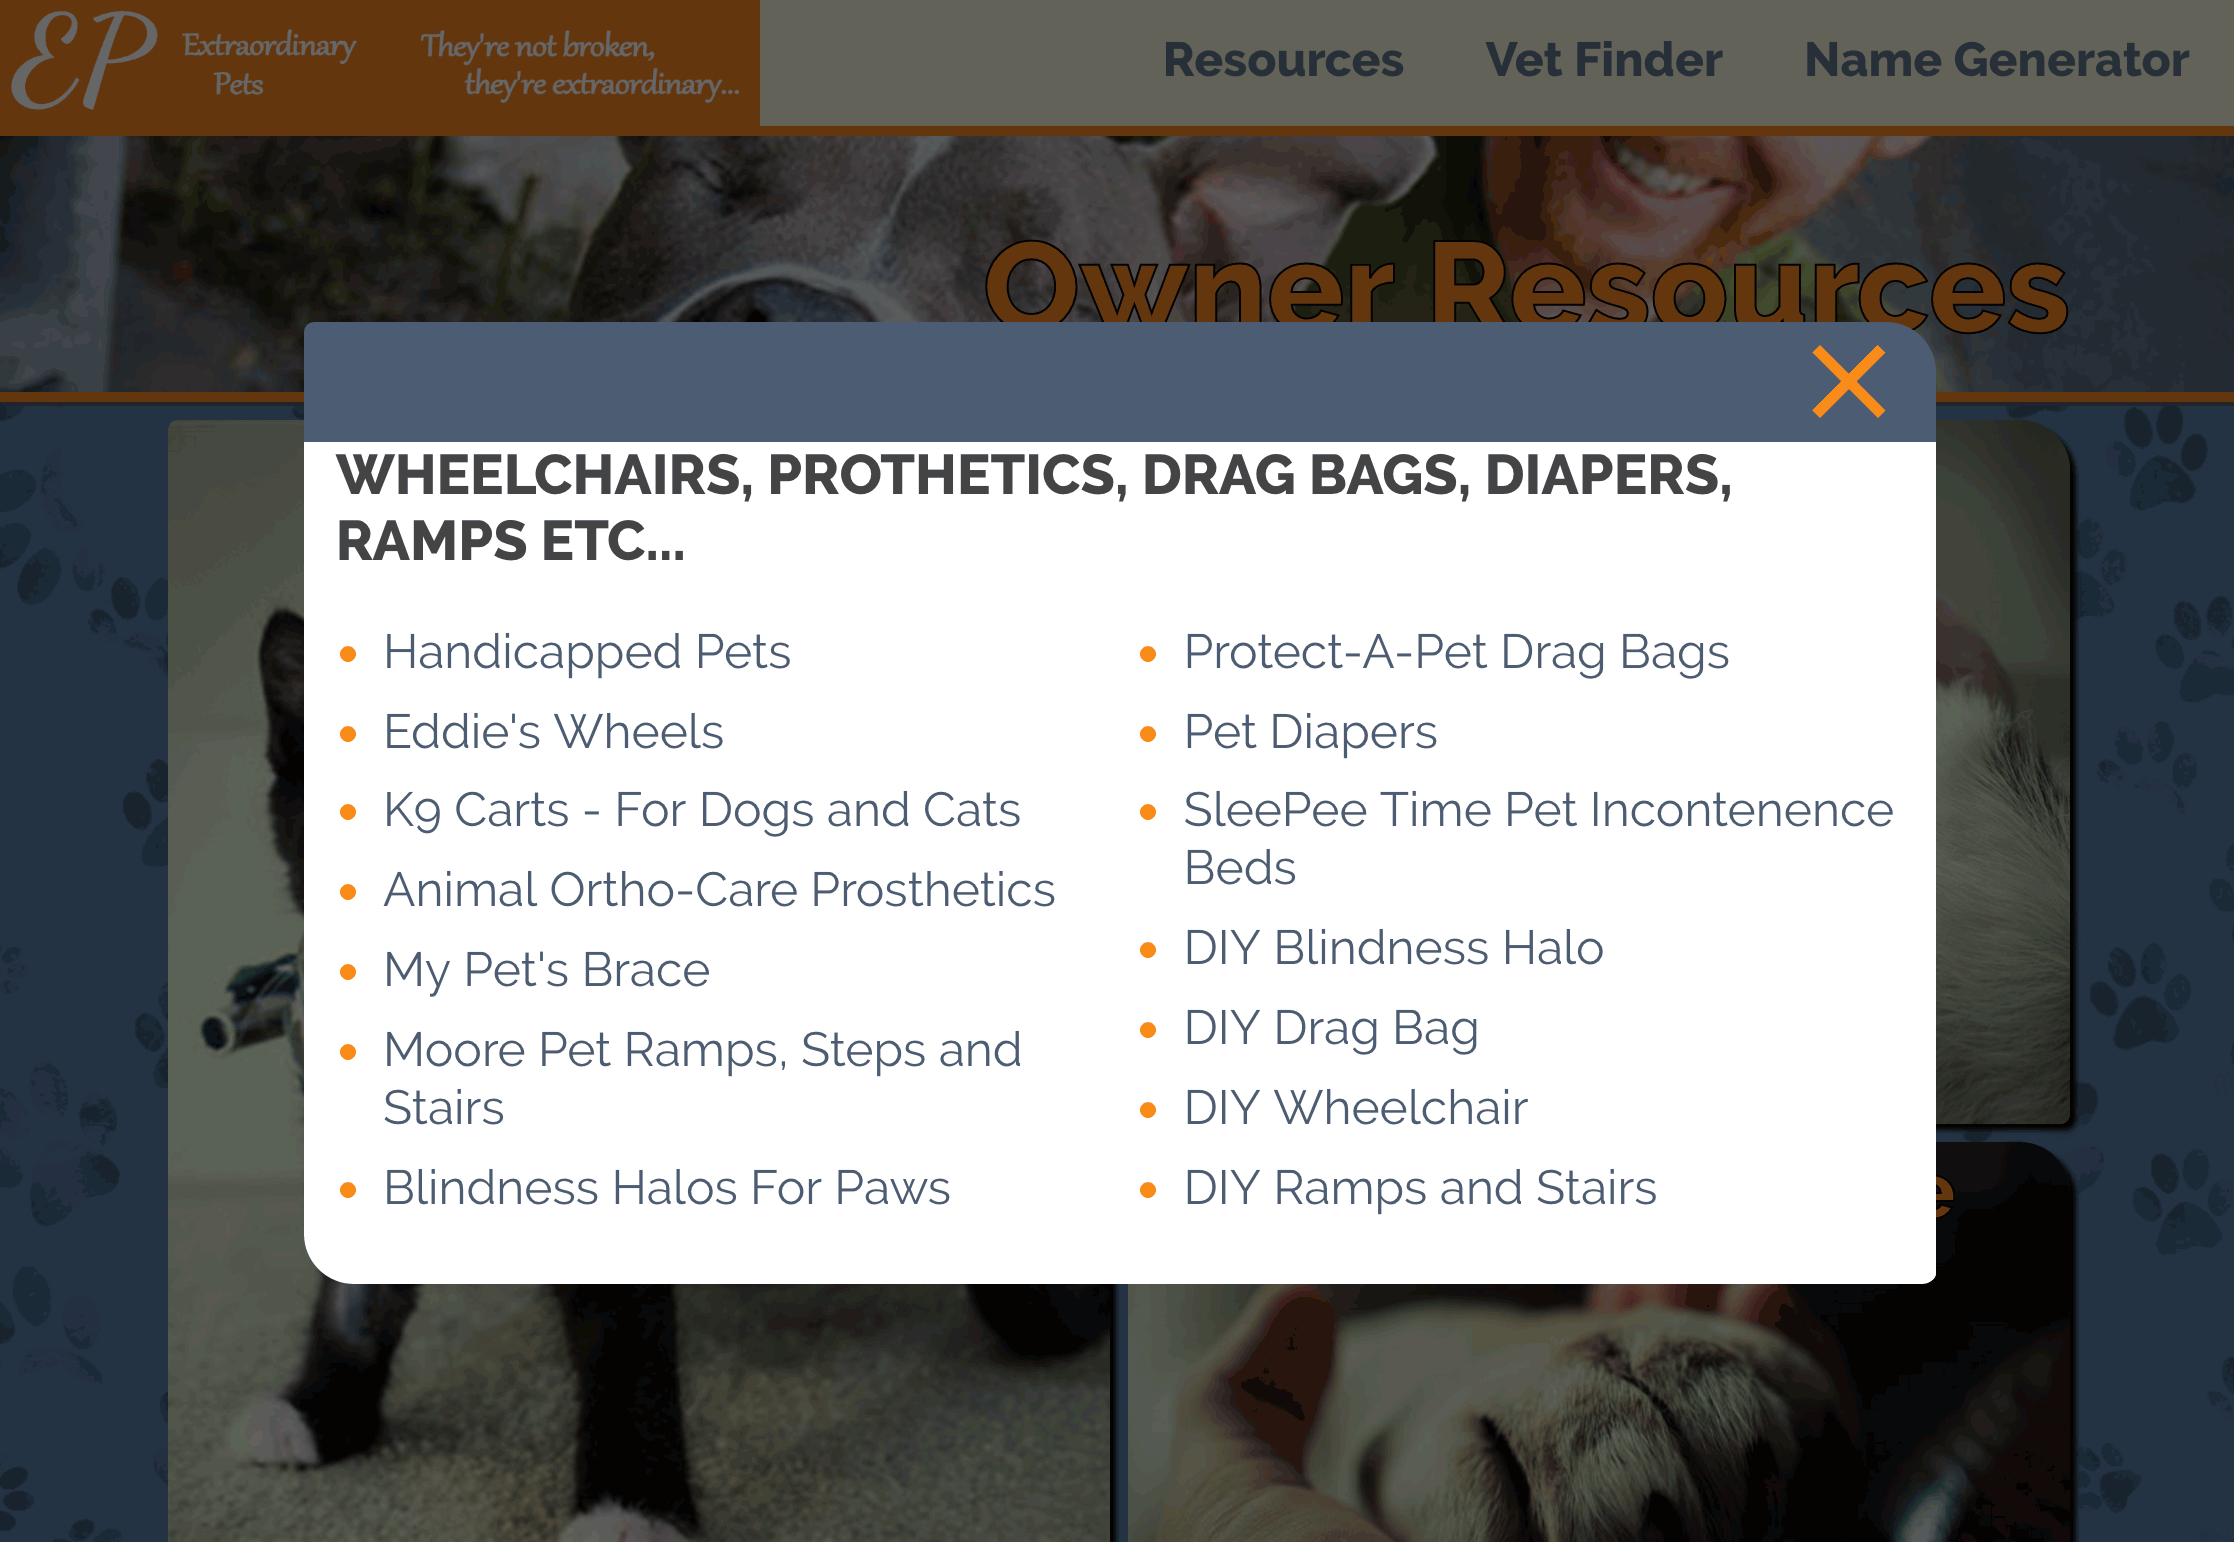 EP
Extraordinary
Pets
They're not broken,
they're extraordinary...
Resources
Vet Finder
Name Generator
Owner Resources
WHEELCHAIRS, PROTHETICS, DRAG BAGS, DIAPERS,
RAMPS ETC...
Handicapped Pets
Eddie's Wheels
K9 Carts - For Dogs and Cats
Animal Ortho-Care Prosthetics
My Pet's Brace
Moore Pet Ramps, Steps and
Stairs
Blindness Halos For Paws
Protect-A-Pet Drag Bags
Pet Diapers
SleePee Time Pet Incontenence
Beds
DIY Blindness Halo
DIY Drag Bag
DIY Wheelchair
DIY Ramps and Stairs